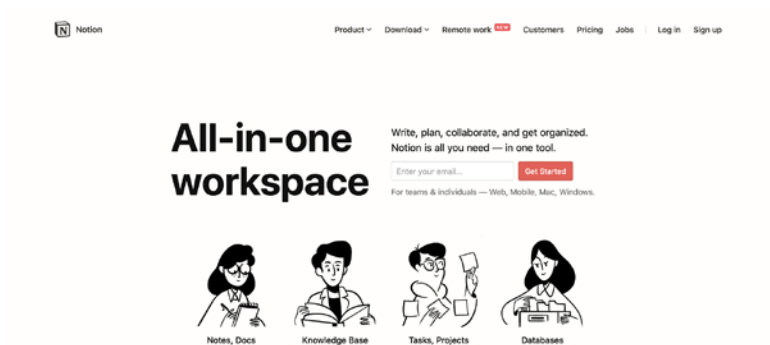 Notion
Product Download Remote work NEW Customers Pricing Jobs Log in Sign up
All-in-one
workspace
Write, plan, collaborate, and get organized.
Notion is all you need — in one tool.
Enter your email...
Get Started
For teams & individuals — Web, Mobile, Mac, Windows.
Notes, Docs
Knowledge Base
Tasks, Projects
Databases